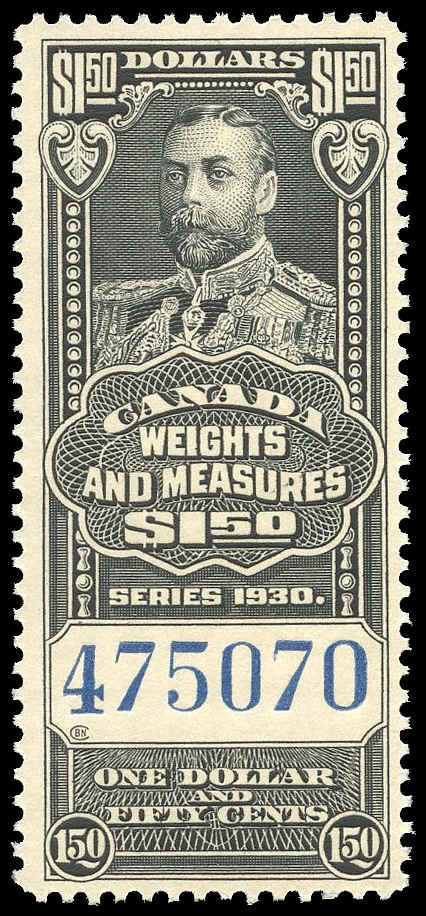 $1.50 DOLLARS $1.50
CANADA
WEIGHTS
AND MEASURES
$1.50
SERIES 1930.
475070
BN
ONE DOLLAR
AND
FIFTY CENTS
150 150